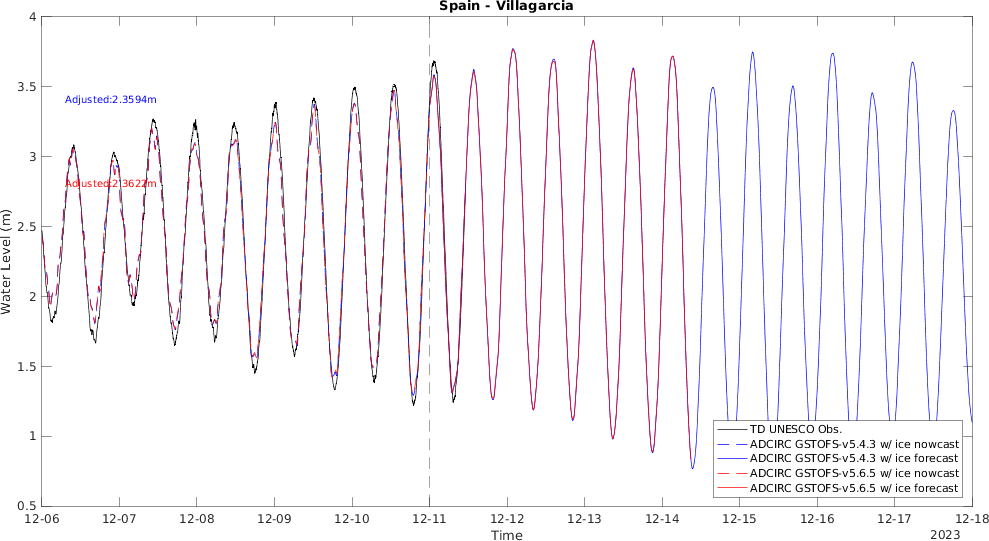 Spain - Villagarcia
4
3.5
3
2.5
2
1.5
1
0.5
Water Level (m)
Adjusted:2.3594m
Adjusted:2.3622m
TD UNESCO Obs.
ADCIRC GSTOFS-v5.4.3 w/ ice nowcast
ADCIRC GSTOFS-v5.4.3 w/ ice forecast
ADCIRC GSTOFS-v5.6.5 w/ ice nowcast
ADCIRC GSTOFS-v5.6.5 w/ ice forecast
12-06 12-07 12-08 12-09 12-10 12-11 12-12 12-13 12-14 12-15 12-16 12-17 12-18
Time
2023